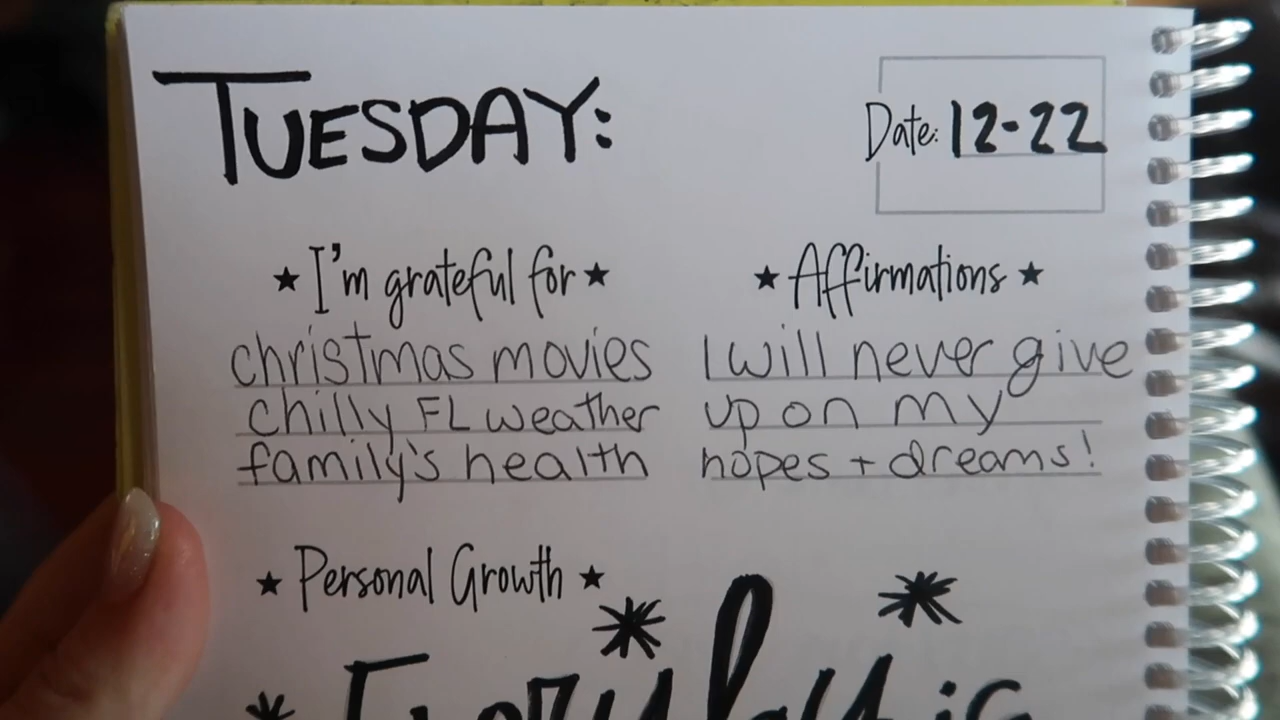 TUESDAY:
Date: 12-22
★ I'm grateful for ★
christmas movies
chilly FL weather
family's health
★ Affirmations ★
I will never give
up on my
hopes + dreams!
★ Personal Growth ★
is